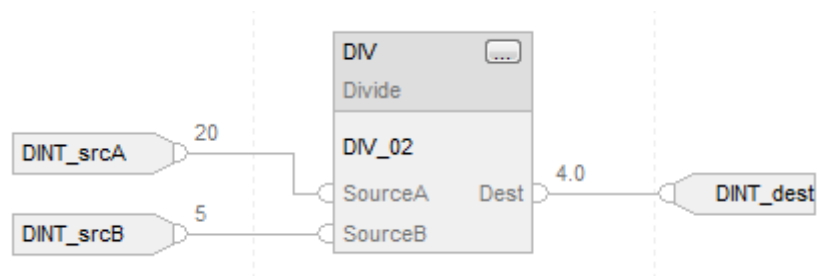 DIV
...
Divide
20
DINT_srcA
DIV_02
4.0
SourceA
Dest
DINT_dest
5
DINT_srcB
SourceB